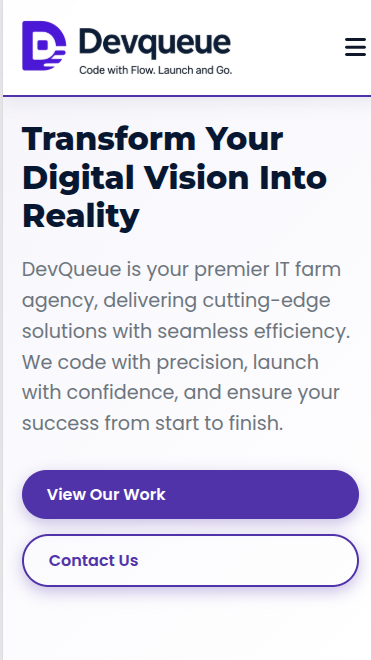 Devqueue
Code with Flow. Launch and Go.
Transform Your
Digital Vision Into
Reality
DevQueue is your premier IT farm
agency, delivering cutting-edge
solutions with seamless efficiency.
We code with precision, launch
with confidence, and ensure your
success from start to finish.
View Our Work
Contact Us